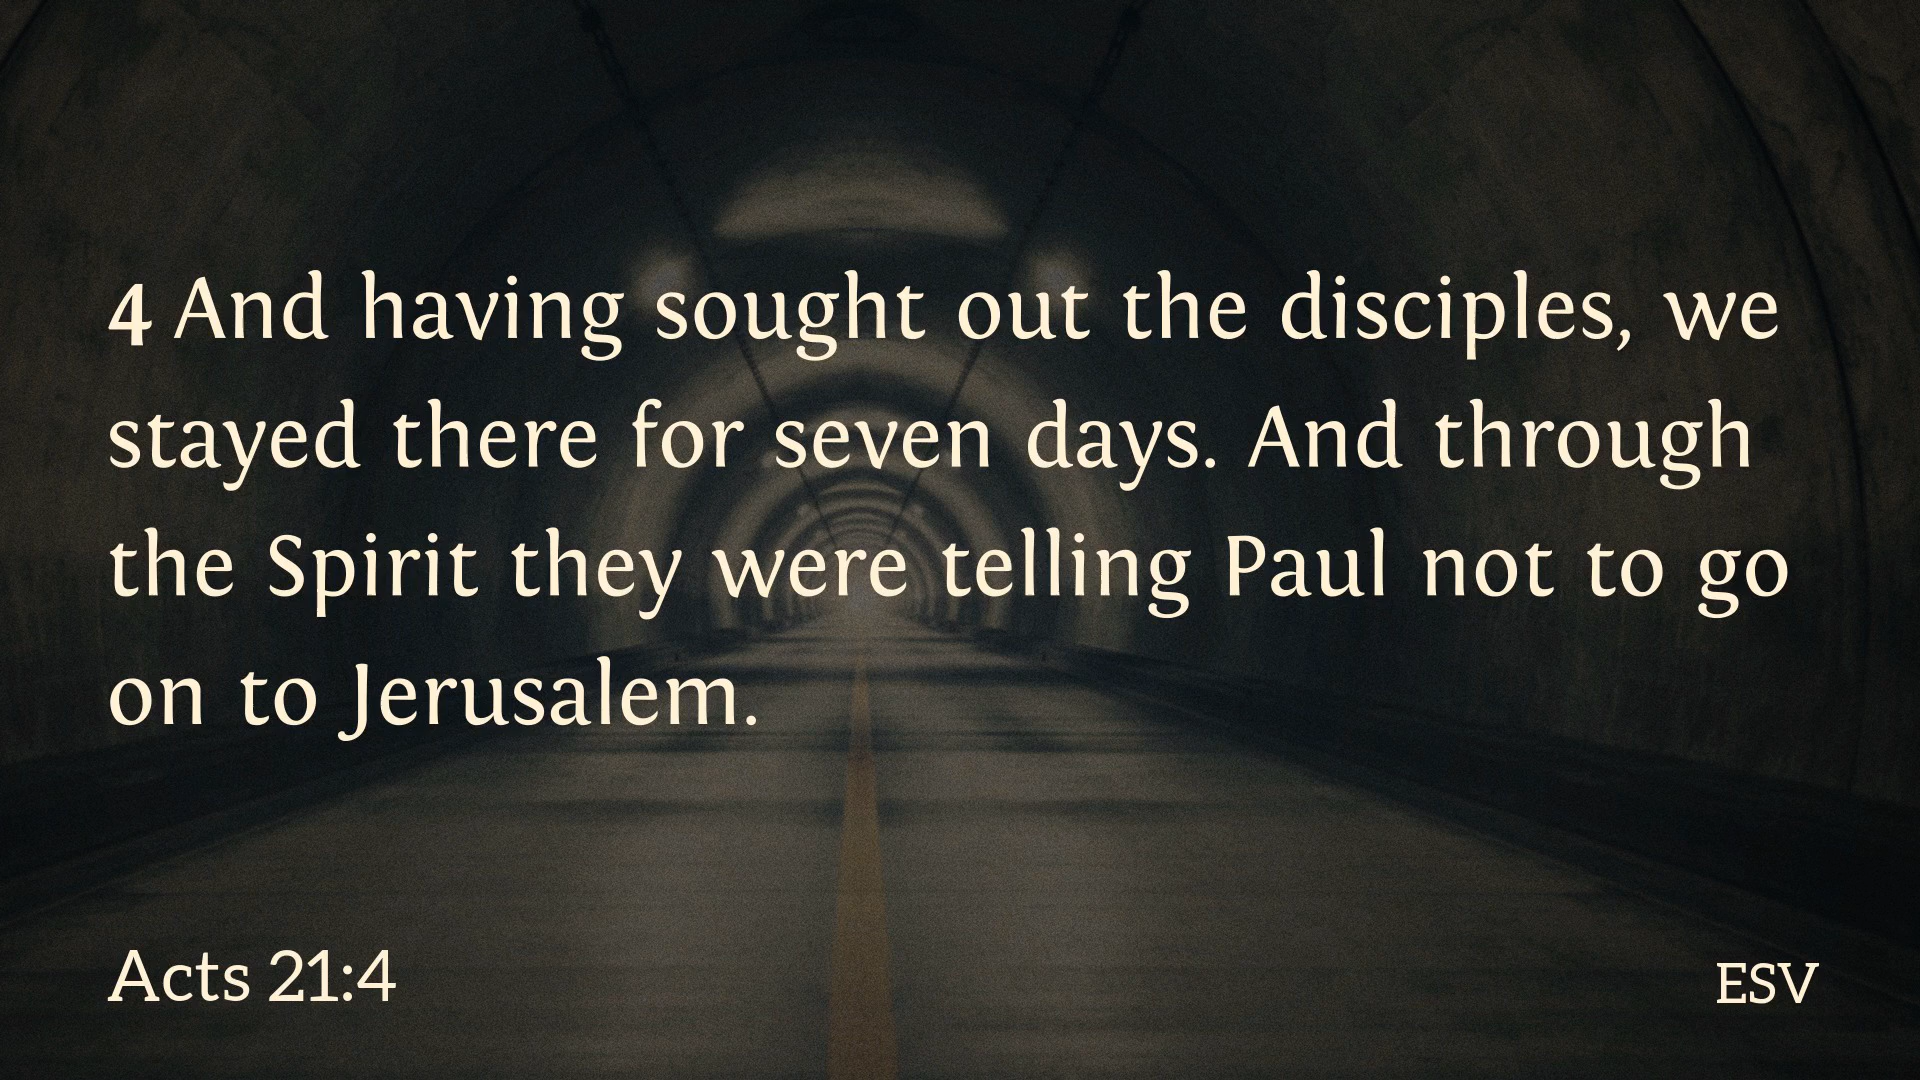 4 And having sought out the disciples, we
stayed there for seven days. And through
the Spirit they were telling Paul not to go
on to Jerusalem.
Acts 21:4
ESV